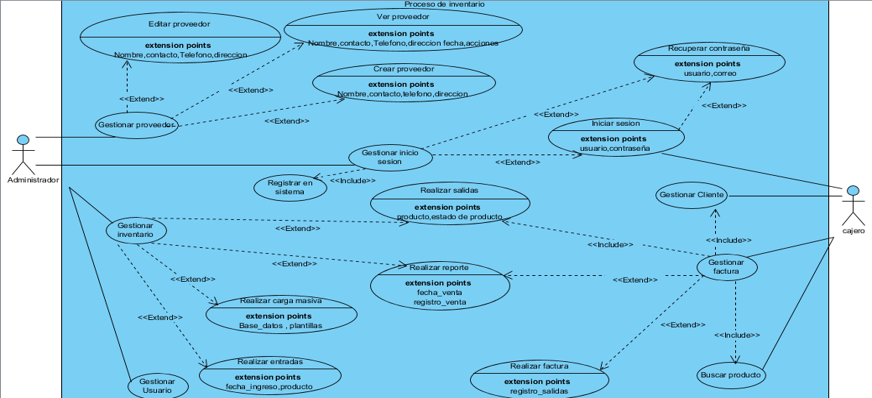 Proceso de inventario
Editar proveedor
extension points
Nombre,contacto,Telefono,direccion
Ver proveedor
extension points
Nombre,contacto,Telefono,direccion fecha,acciones
Crear proveedor
extension points
Nombre,contacto,telefono,direccion
Recuperar contraseña
extension points
usuario,correo
<<Extend>>
<<Extend>>
<<Extend>>
<<Extend>>
<<Extend>>
Gestionar proveedor
Iniciar sesion
extension points
usuario,contraseña
Gestionar inicio
sesion
<<Extend>>
Administrador
<<Include>>
Registrar en
sistema
Realizar salidas
extension points
producto,estado de producto
Gestionar Cliente
cajero
Gestionar
inventario
<<Extend>>
<<Include>>
<<Include>>
Gestionar
factura
<<Extend>>
Realizar reporte
extension points
fecha_venta
registro_venta
<<Extend>>
<<Extend>>
Realizar carga masiva
extension points
Base_datos , plantillas
<<Extend>>
<<Extend>>
<<Include>>
Realizar entradas
extension points
fecha_ingreso,producto
Gestionar
Usuario
Realizar factura
extension points
registro_salidas
Buscar producto